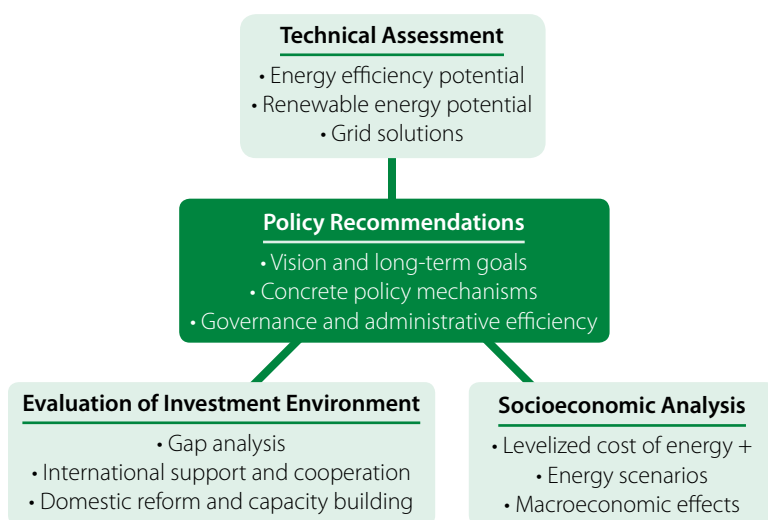 Technical Assessment
• Energy efficiency potential
• Renewable energy potential
• Grid solutions
Policy Recommendations
• Vision and long-term goals
• Concrete policy mechanisms
• Governance and administrative efficiency
Evaluation of Investment Environment
• Gap analysis
• International support and cooperation
• Domestic reform and capacity building
Socioeconomic Analysis
• Levelized cost of energy +
• Energy scenarios
• Macroeconomic effects